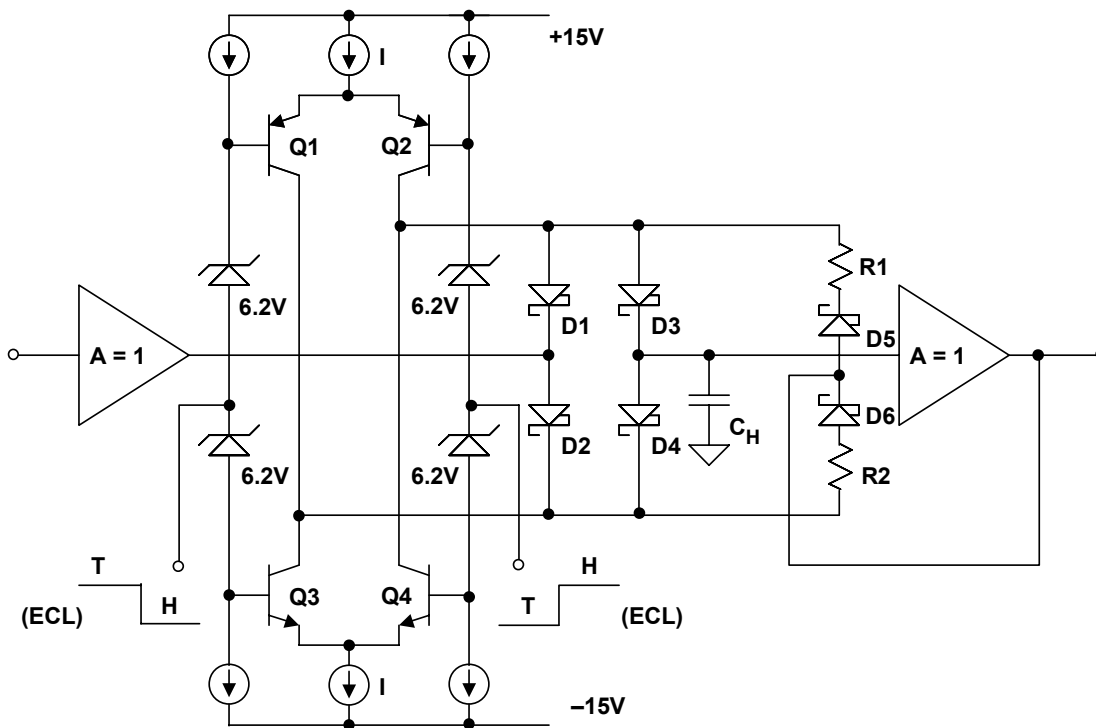 +15V
I
Q1
Q2
R1
6.2V
6.2V
D1
D3
D5
A = 1
A = 1
D6
6.2V
6.2V
D2
D4
CH
R2
T
H
H
(ECL)
Q3
Q4
T
(ECL)
I
–15V